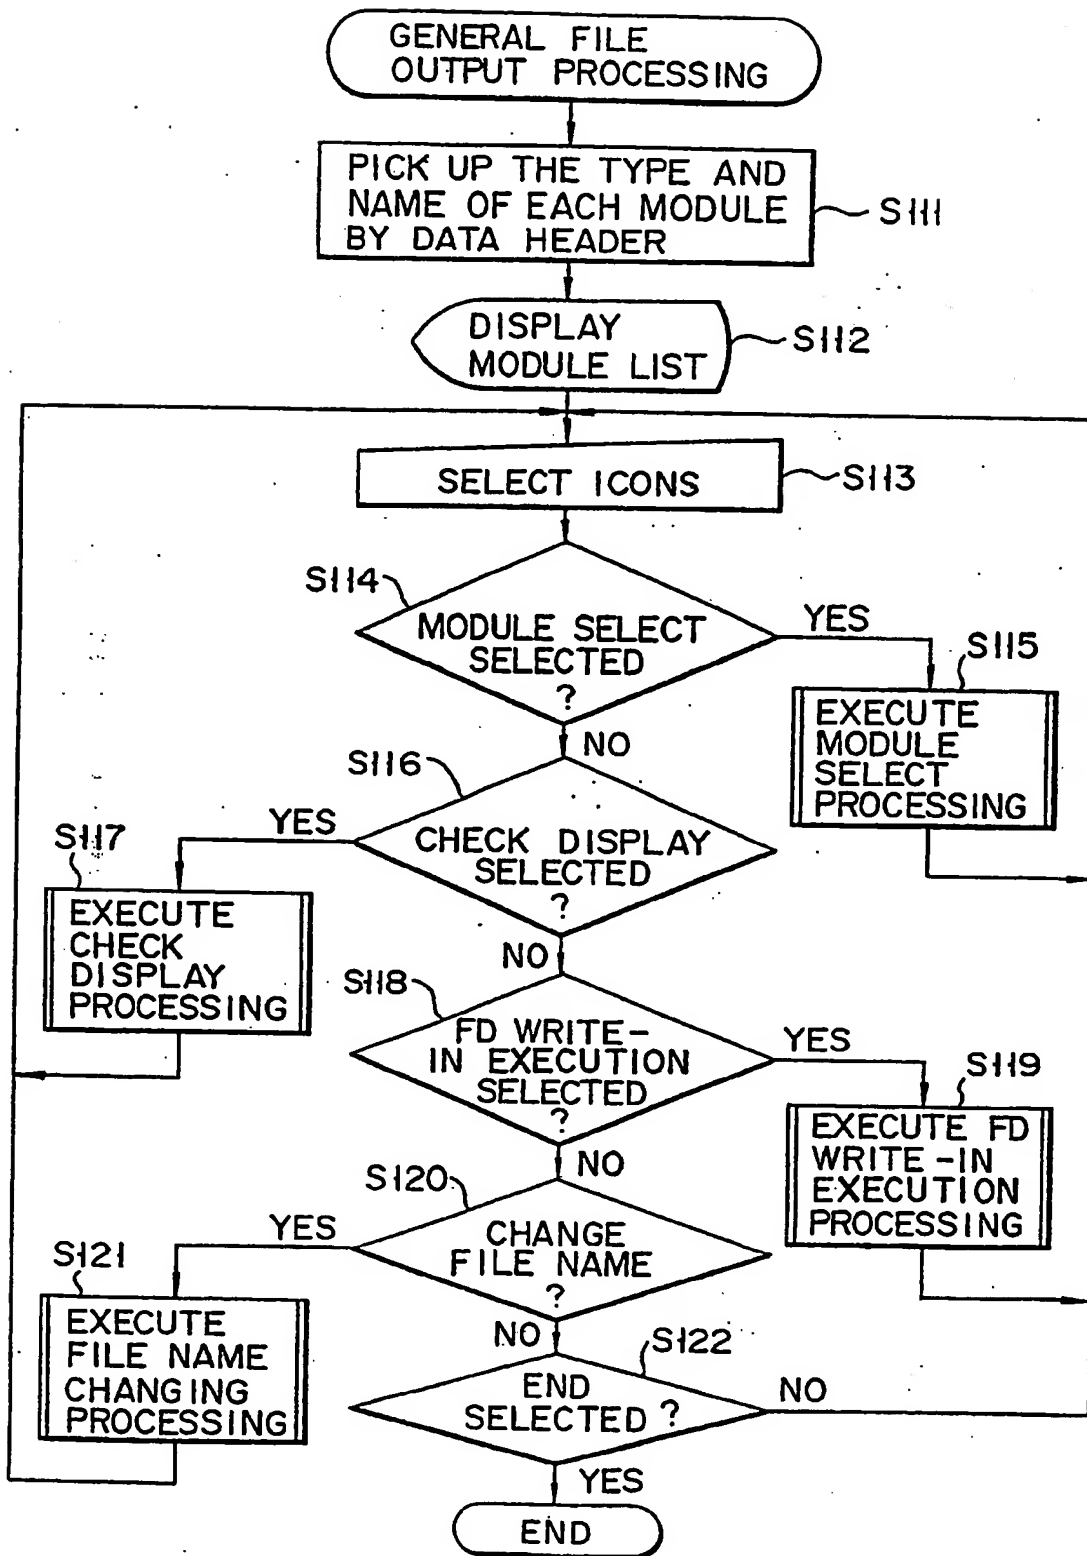 GENERAL FILE
OUTPUT PROCESSING
PICK UP THE TYPE AND
NAME OF EACH MODULE
BY DATA HEADER
S111
DISPLAY
MODULE LIST
S112
SELECT ICONS
S113
S114
MODULE SELECT
SELECTED
?
YES
NO
S115
EXECUTE
MODULE
SELECT
PROCESSING
S116
CHECK DISPLAY
SELECTED
?
YES
NO
S117
EXECUTE
CHECK
DISPLAY
PROCESSING
S118
FD WRITE-
IN EXECUTION
SELECTED
?
YES
NO
S119
EXECUTE FD
WRITE-IN
EXECUTION
PROCESSING
S120
CHANGE
FILE NAME
?
YES
NO
S121
EXECUTE
FILE NAME
CHANGING
PROCESSING
S122
END
SELECTED ?
NO
YES
END